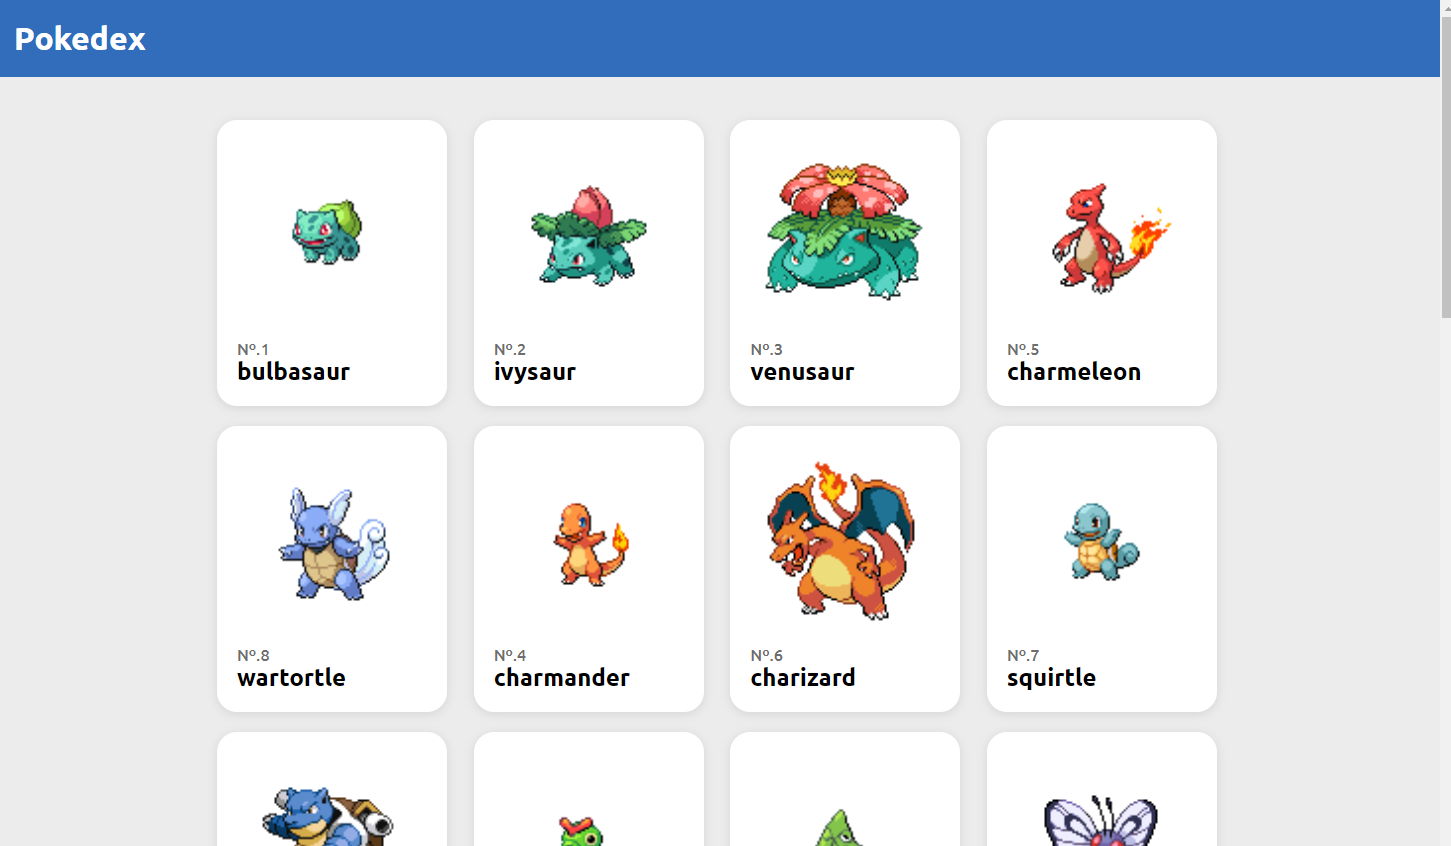 Pokedex
Nº.1
bulbasaur
Nº.2
ivysaur
Nº.3
venusaur
Nº.5
charmeleon
Nº.8
wartortle
Nº.4
charmander
Nº.6
charizard
Nº.7
squirtle